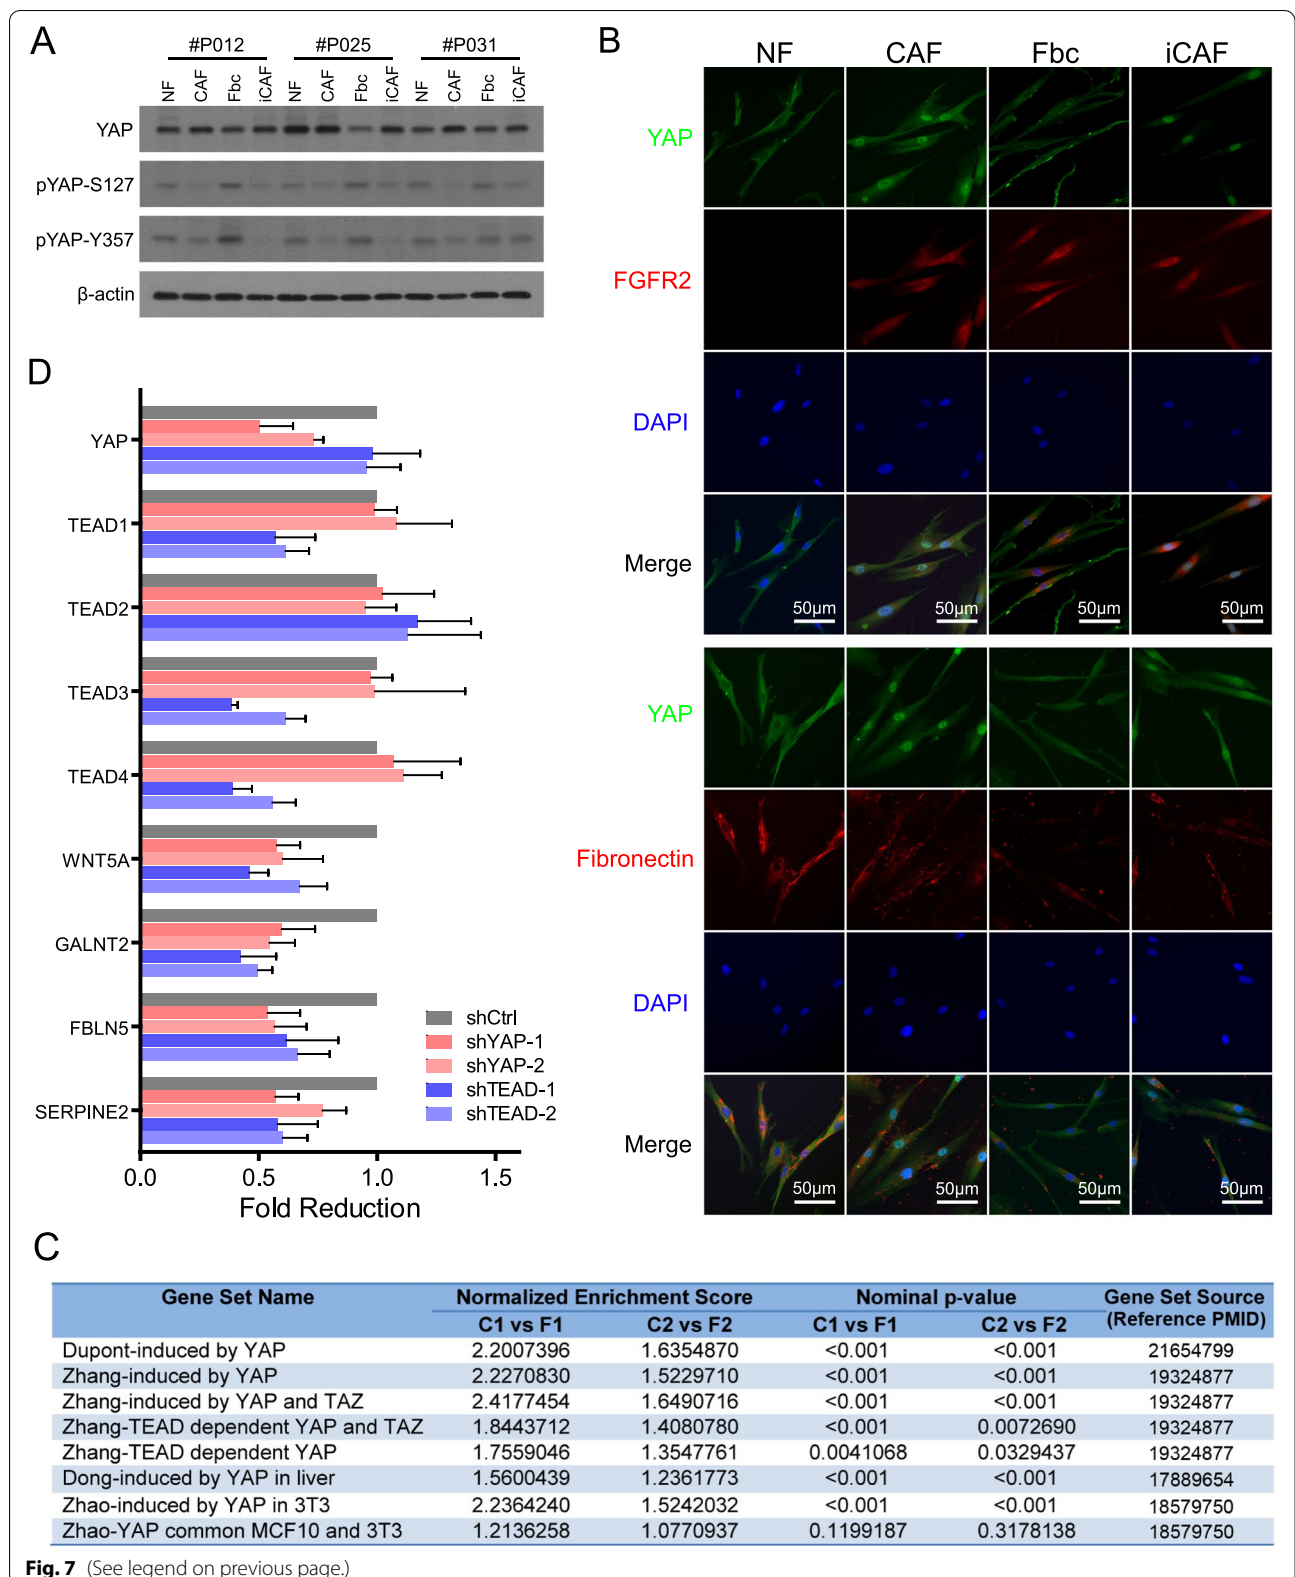 A
#P012 #P025 #P031
NF CAF Fbc iCAF NF CAF Fbc iCAF NF CAF Fbc iCAF
YAP
pYAP-S127
pYAP-Y357
β-actin
B
NF CAF Fbc iCAF
YAP
FGFR2
DAPI
Merge
50μm 50μm 50μm 50μm
YAP
Fibronectin
DAPI
Merge
50μm 50μm 50μm 50μm
D
YAP
TEAD1
TEAD2
TEAD3
TEAD4
WNT5A
GALNT2
FBLN5
SERPINE2
shCtrl
shYAP-1
shYAP-2
shTEAD-1
shTEAD-2
0.0 0.5 1.0 1.5
Fold Reduction
C
Gene Set Name Normalized Enrichment Score Nominal p-value Gene Set Source
C1 vs F1 C2 vs F2 C1 vs F1 C2 vs F2 (Reference PMID)
Dupont-induced by YAP 2.2007396 1.6354870 <0.001 <0.001 21654799
Zhang-induced by YAP 2.2270830 1.5229710 <0.001 <0.001 19324877
Zhang-induced by YAP and TAZ 2.4177454 1.6490716 <0.001 <0.001 19324877
Zhang-TEAD dependent YAP and TAZ 1.8443712 1.4080780 <0.001 0.0072690 19324877
Zhang-TEAD dependent YAP 1.7559046 1.3547761 0.0041068 0.0329437 19324877
Dong-induced by YAP in liver 1.5600439 1.2361773 <0.001 <0.001 17889654
Zhao-induced by YAP in 3T3 2.2364240 1.5242032 <0.001 <0.001 18579750
Zhao-YAP common MCF10 and 3T3 1.2136258 1.0770937 0.1199187 0.3178138 18579750
Fig. 7 (See legend on previous page.)